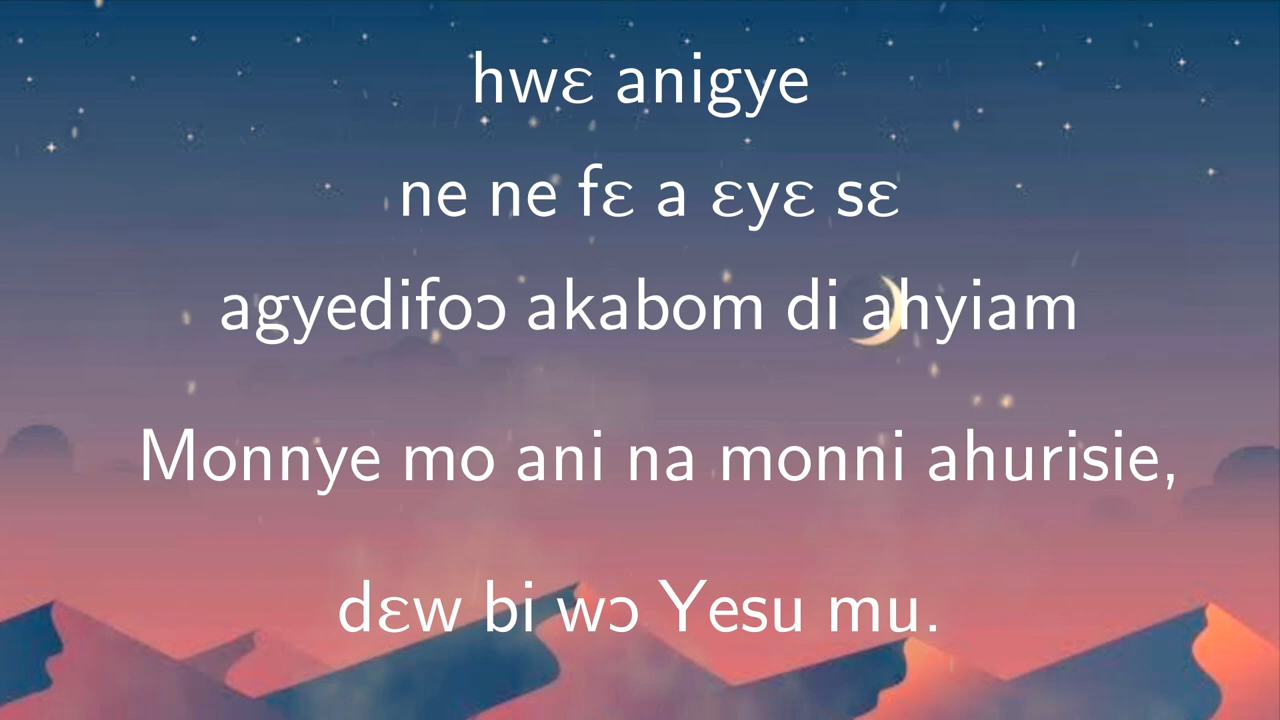 hwɛ anigye
ne ne fɛ a ɛyɛ sɛ
agyedifoɔ akabom di ahyiam
Monnye mo ani na monni ahurisie,
dɛw bi wɔ Yesu mu.